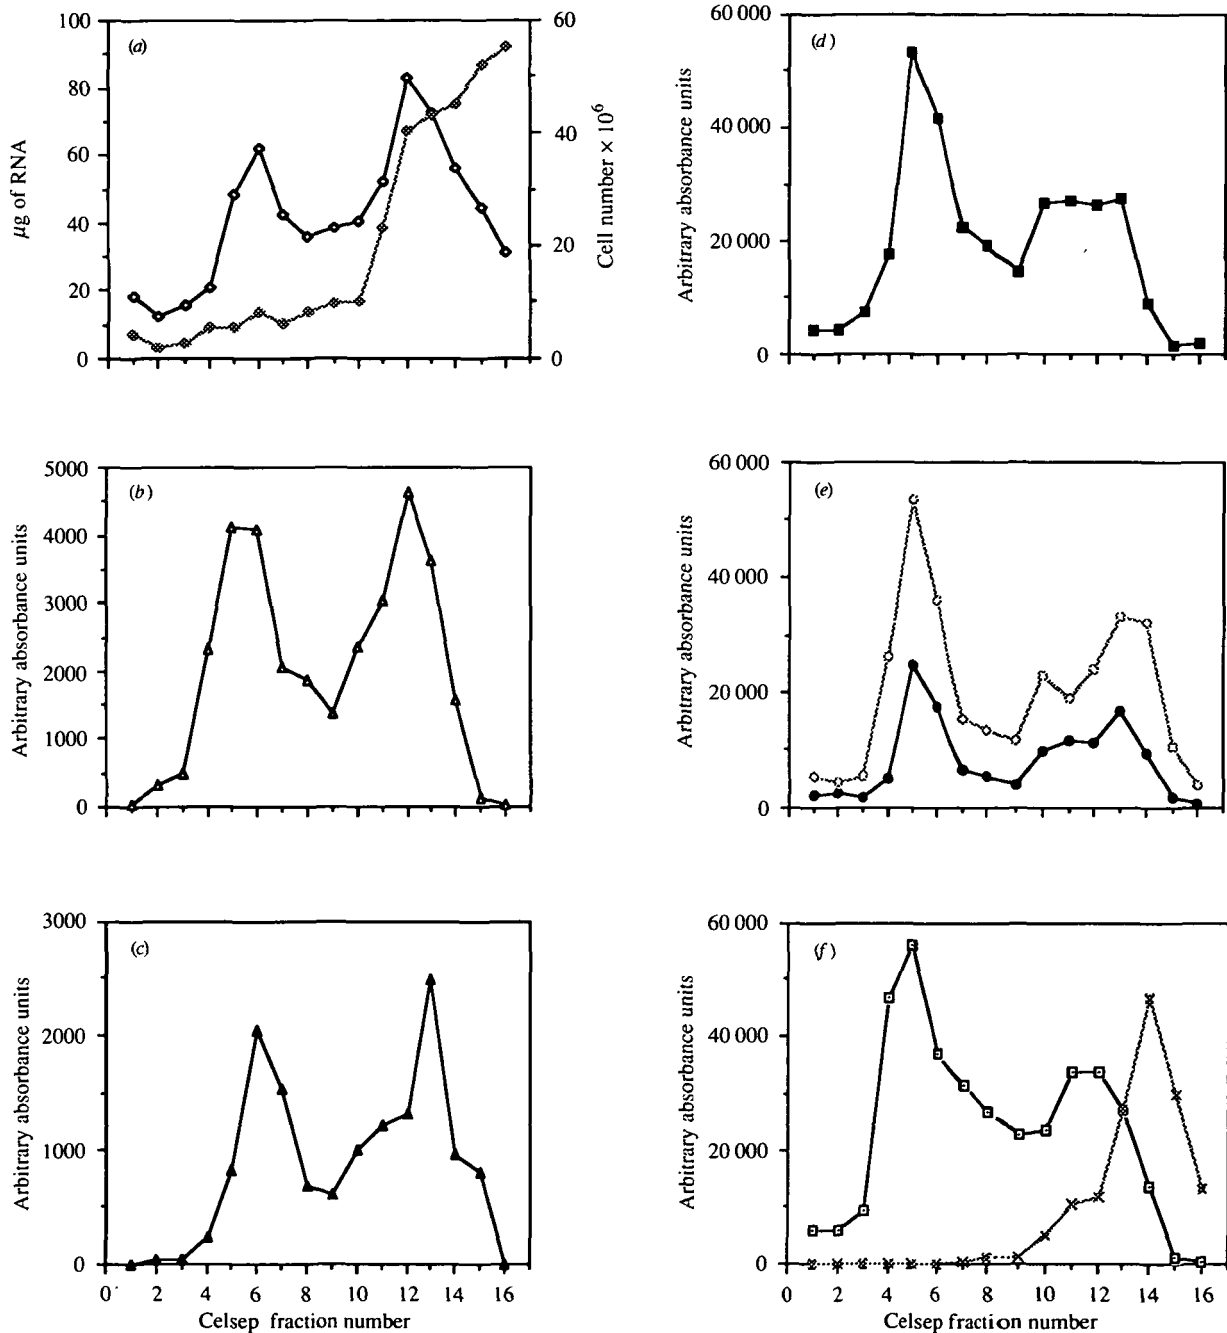 (a)
100
80
60
40
20
0
µg of RNA
60
40
20
0
Cell number × 10⁶
(d)
60 000
40 000
20 000
0
Arbitrary absorbance units
(b)
5000
4000
3000
2000
1000
0
Arbitrary absorbance units
(e)
60 000
40 000
20 000
0
Arbitrary absorbance units
(c)
3000
2000
1000
0
Arbitrary absorbance units
0 2 4 6 8 10 12 14 16
Celsep fraction number
(f)
60 000
40 000
20 000
0
Arbitrary absorbance units
0 2 4 6 8 10 12 14 16
Celsep fraction number